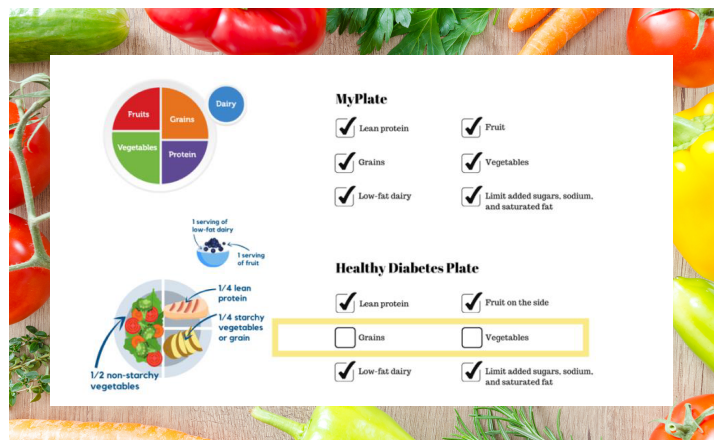 Fruits
Grains
Dairy
Vegetables
Protein
MyPlate
Lean protein
Fruit
Grains
Vegetables
Low-fat dairy
Limit added sugars, sodium,
and saturated fat
1 serving of
low-fat dairy
1 serving
of fruit
1/4 lean
protein
1/4 starchy
vegetables
or grain
1/2 non-starchy
vegetables
Healthy Diabetes Plate
Lean protein
Fruit on the side
Grains
Vegetables
Low-fat dairy
Limit added sugars, sodium,
and saturated fat